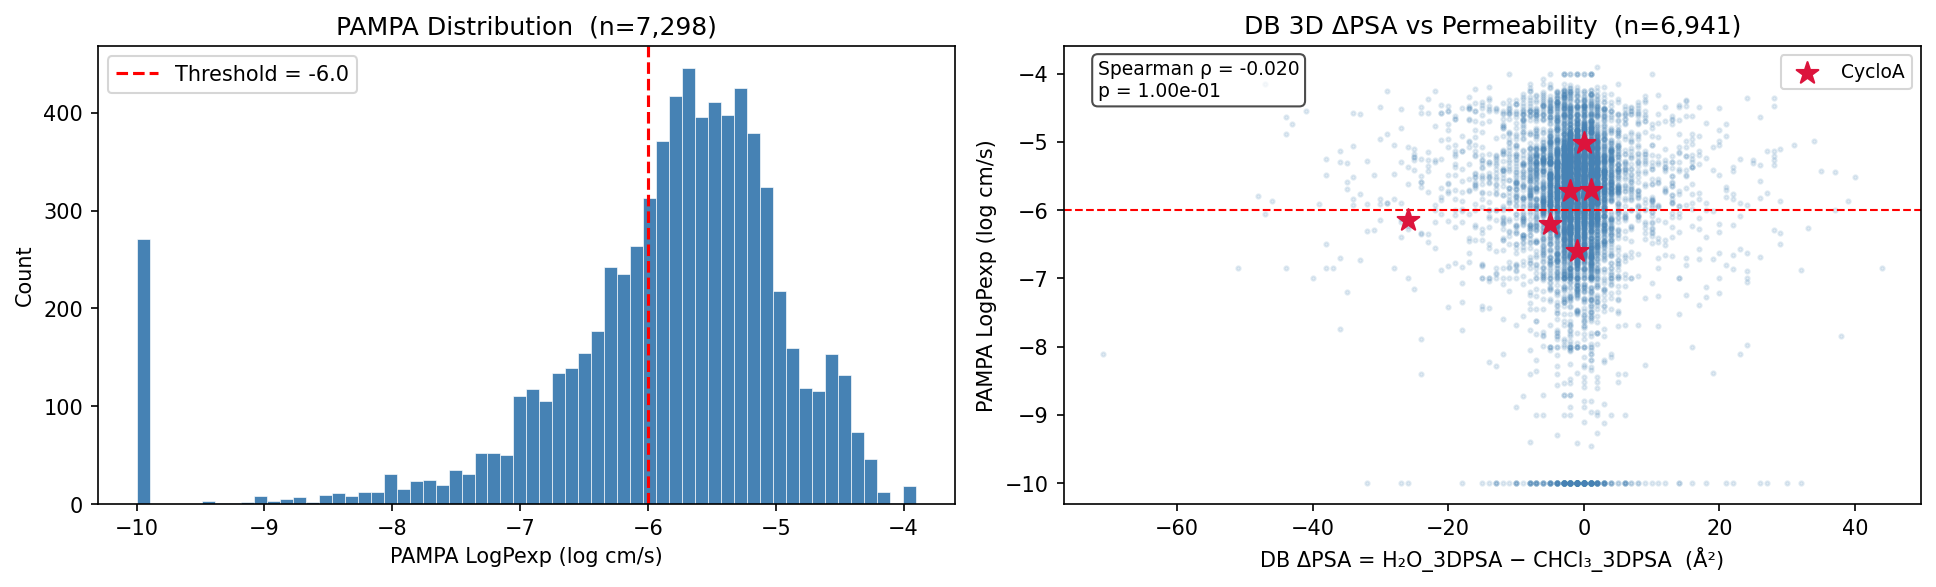 PAMPA Distribution  (n=7,298)
Threshold = -6.0
Count
400
300
200
100
0
−10
−9
−8
−7
−6
−5
−4
PAMPA LogPexp (log cm/s)
DB 3D ΔPSA vs Permeability  (n=6,941)
Spearman ρ = -0.020
p = 1.00e-01
CycloA
PAMPA LogPexp (log cm/s)
−4
−5
−6
−7
−8
−9
−10
−60
−40
−20
0
20
40
DB ΔPSA = H₂O_3DPSA − CHCl₃_3DPSA  (Å²)